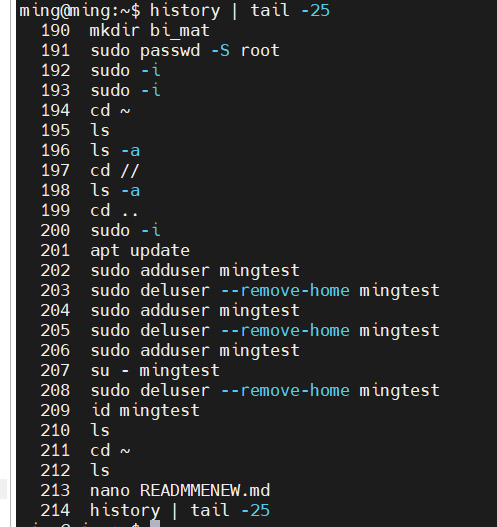 ming@ming:~$ history | tail -25
190 mkdir bi_mat
191 sudo passwd -S root
192 sudo -i
193 sudo -i
194 cd ~
195 ls
196 ls -a
197 cd //
198 ls -a
199 cd ..
200 sudo -i
201 apt update
202 sudo adduser mingtest
203 sudo deluser --remove-home mingtest
204 sudo adduser mingtest
205 sudo deluser --remove-home mingtest
206 sudo adduser mingtest
207 su - mingtest
208 sudo deluser --remove-home mingtest
209 id mingtest
210 ls
211 cd ~
212 ls
213 nano READMMENEW.md
214 history | tail -25